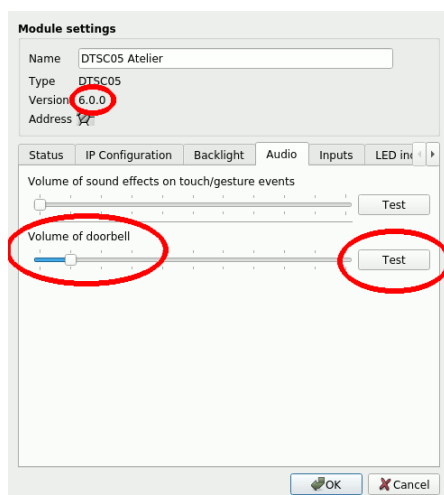 Module settings
Name DTSC05 Atelier
Type DTSC05
Version 6.0.0
Address
Status IP Configuration Backlight Audio Inputs LED in
Volume of sound effects on touch/gesture events
Test
Volume of doorbell
Test
OK Cancel